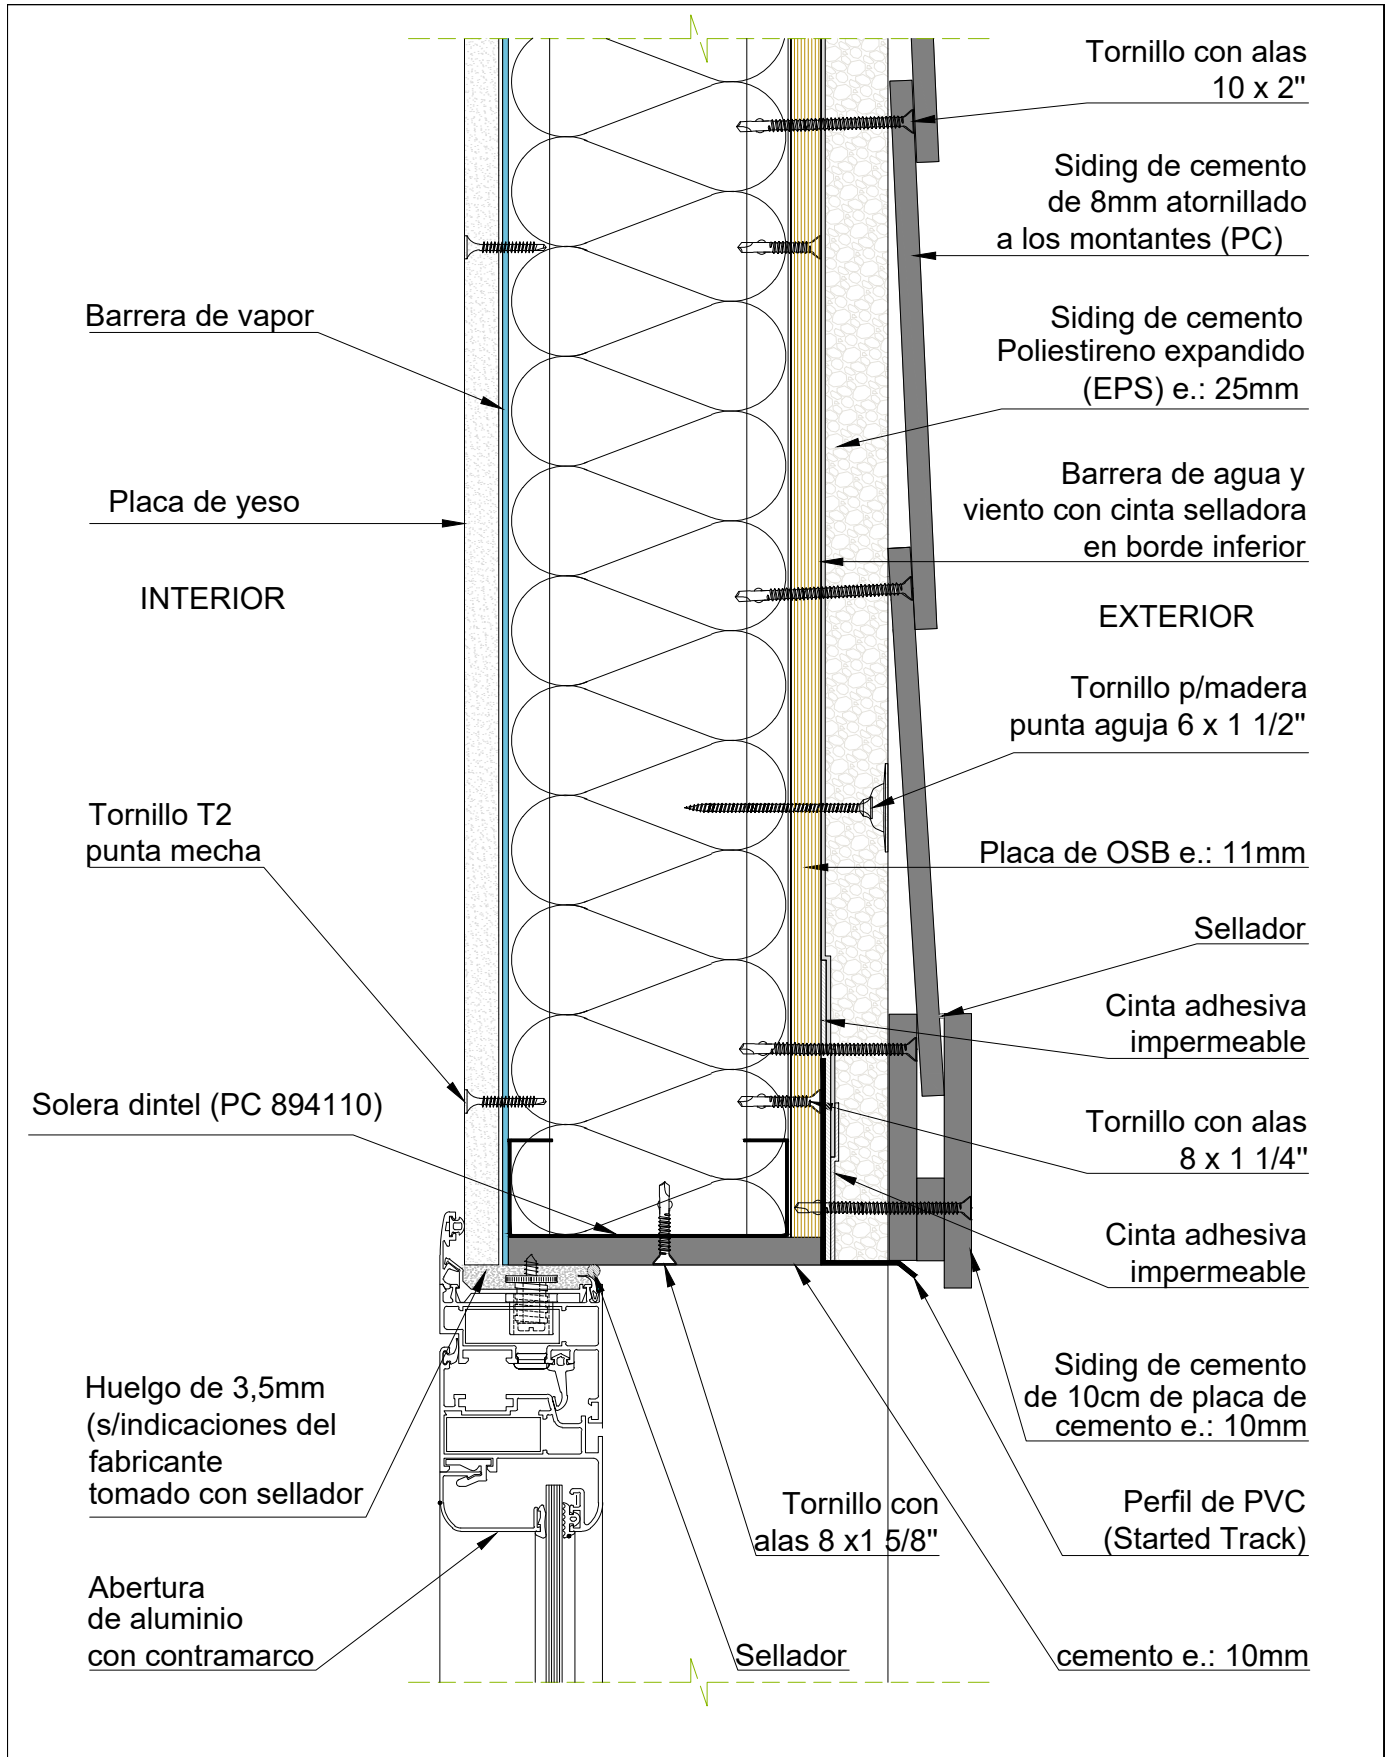 Tornillo con alas
10 x 2"
Siding de cemento
de 8mm atornillado
a los montantes (PC)
Barrera de vapor
Siding de cemento
Poliestireno expandido
(EPS) e.: 25mm
Placa de yeso
Barrera de agua y
viento con cinta selladora
en borde inferior
INTERIOR
EXTERIOR
Tornillo p/madera
punta aguja 6 x 1 1/2"
Tornillo T2
punta mecha
Placa de OSB e.: 11mm
Sellador
Cinta adhesiva
impermeable
Solera dintel (PC 894110)
Tornillo con alas
8 x 1 1/4"
Cinta adhesiva
impermeable
Huelgo de 3,5mm
(s/indicaciones del
fabricante
tomado con sellador
Siding de cemento
de 10cm de placa de
cemento e.: 10mm
Tornillo con
alas 8 x1 5/8"
Perfil de PVC
(Started Track)
Abertura
de aluminio
con contramarco
Sellador
cemento e.: 10mm